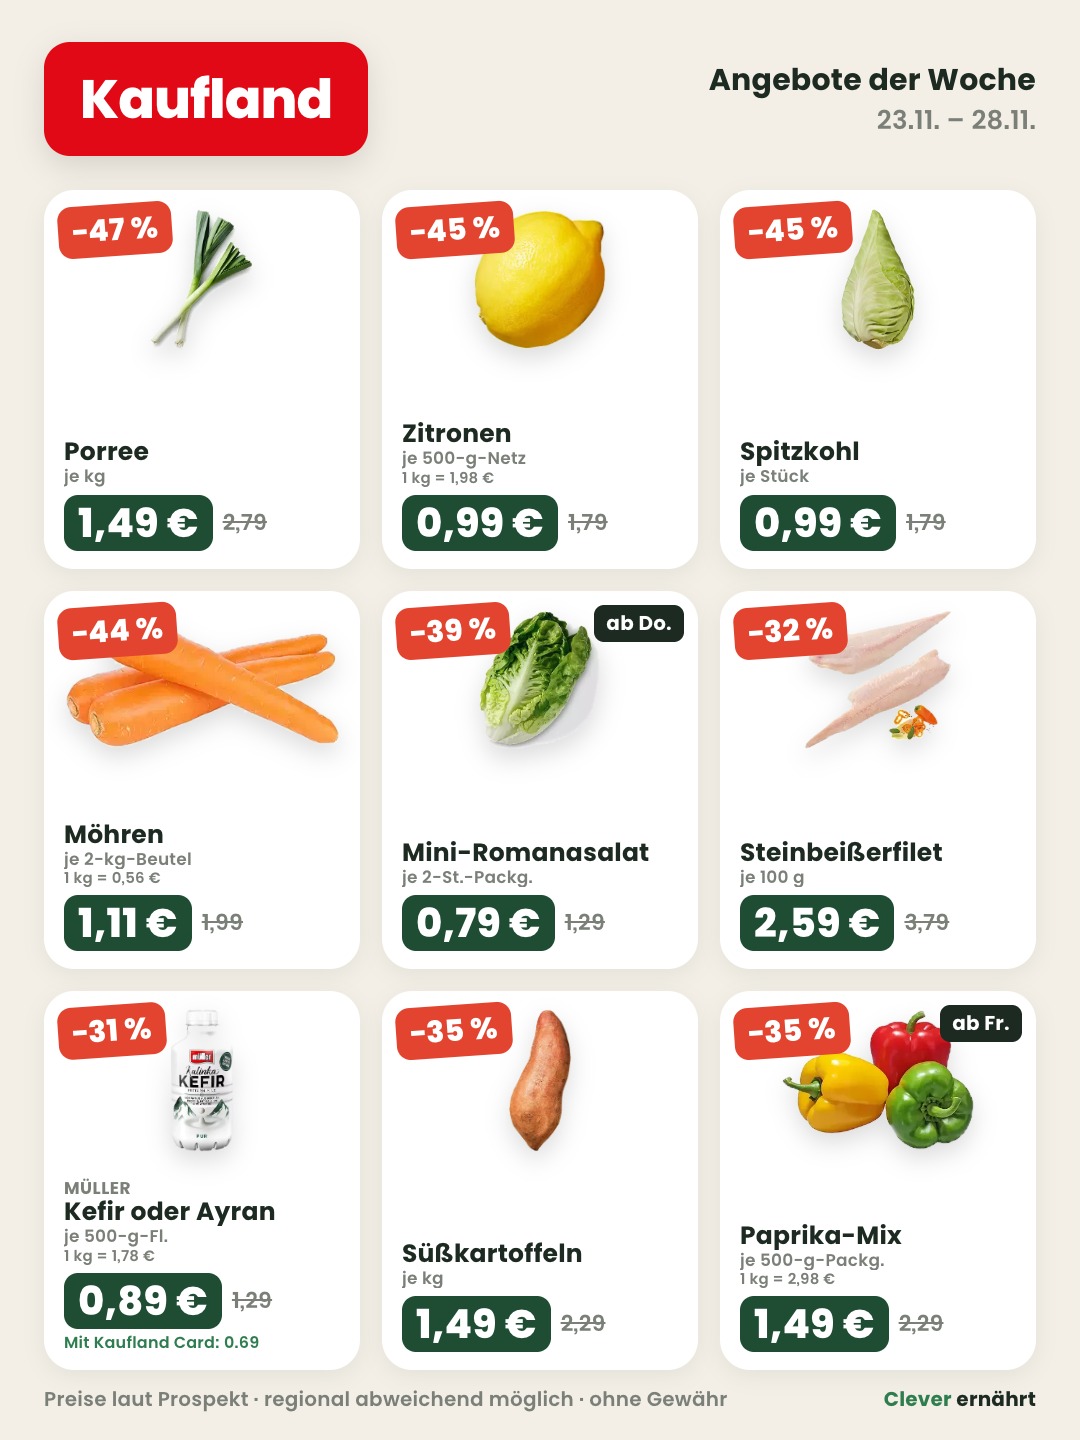 Kaufland
Angebote der Woche
23.11. – 28.11.
-47 %
Porree
je kg
1,49 €
2,79
-45 %
Zitronen
je 500-g-Netz
1 kg = 1,98 €
0,99 €
1,79
-45 %
Spitzkohl
je Stück
0,99 €
1,79
-44 %
Möhren
je 2-kg-Beutel
1 kg = 0,56 €
1,11 €
1,99
-39 %
ab Do.
Mini-Romanasalat
je 2-St.-Packg.
0,79 €
1,29
-32 %
Steinbeißerfilet
je 100 g
2,59 €
3,79
-31 %
müller
Kalinka
KEFIR
PUR
MÜLLER
Kefir oder Ayran
je 500-g-Fl.
1 kg = 1,78 €
0,89 €
1,29
Mit Kaufland Card: 0.69
-35 %
Süßkartoffeln
je kg
1,49 €
2,29
-35 %
ab Fr.
Paprika-Mix
je 500-g-Packg.
1 kg = 2,98 €
1,49 €
2,29
Preise laut Prospekt · regional abweichend möglich · ohne Gewähr
Clever ernährt